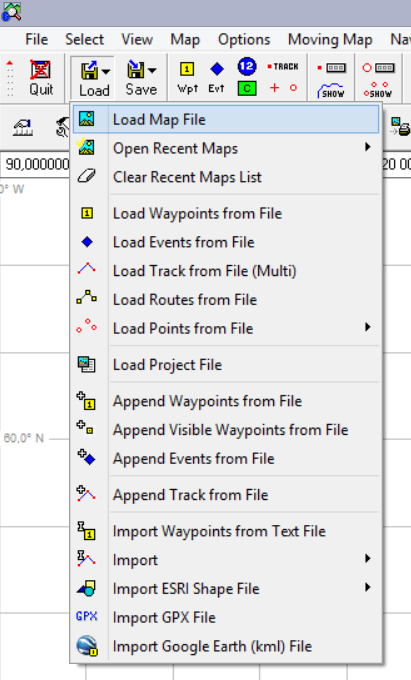 File Select View Map Options Moving Map
12 TRACK
Quit Load Save Wpt Evt C SHOW SHOW
Load Map File
90,000000
Open Recent Maps
0° W
Clear Recent Maps List
Load Waypoints from File
Load Events from File
Load Track from File (Multi)
Load Routes from File
Load Points from File
Load Project File
Append Waypoints from File
Append Visible Waypoints from File
60,0° N
Append Events from File
Append Track from File
Import Waypoints from Text File
Import
Import ESRI Shape File
GPX Import GPX File
Import Google Earth (kml) File